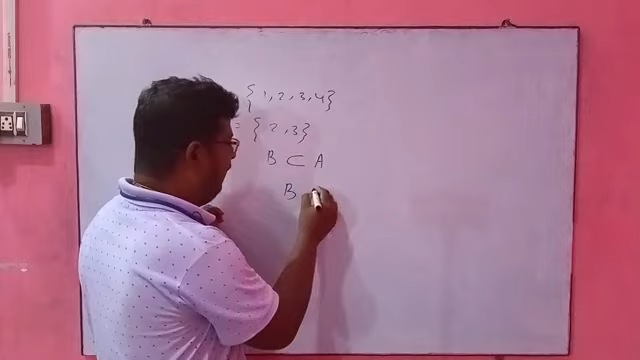 {1,2,3,4}
= {2,3}
B ⊂ A
B